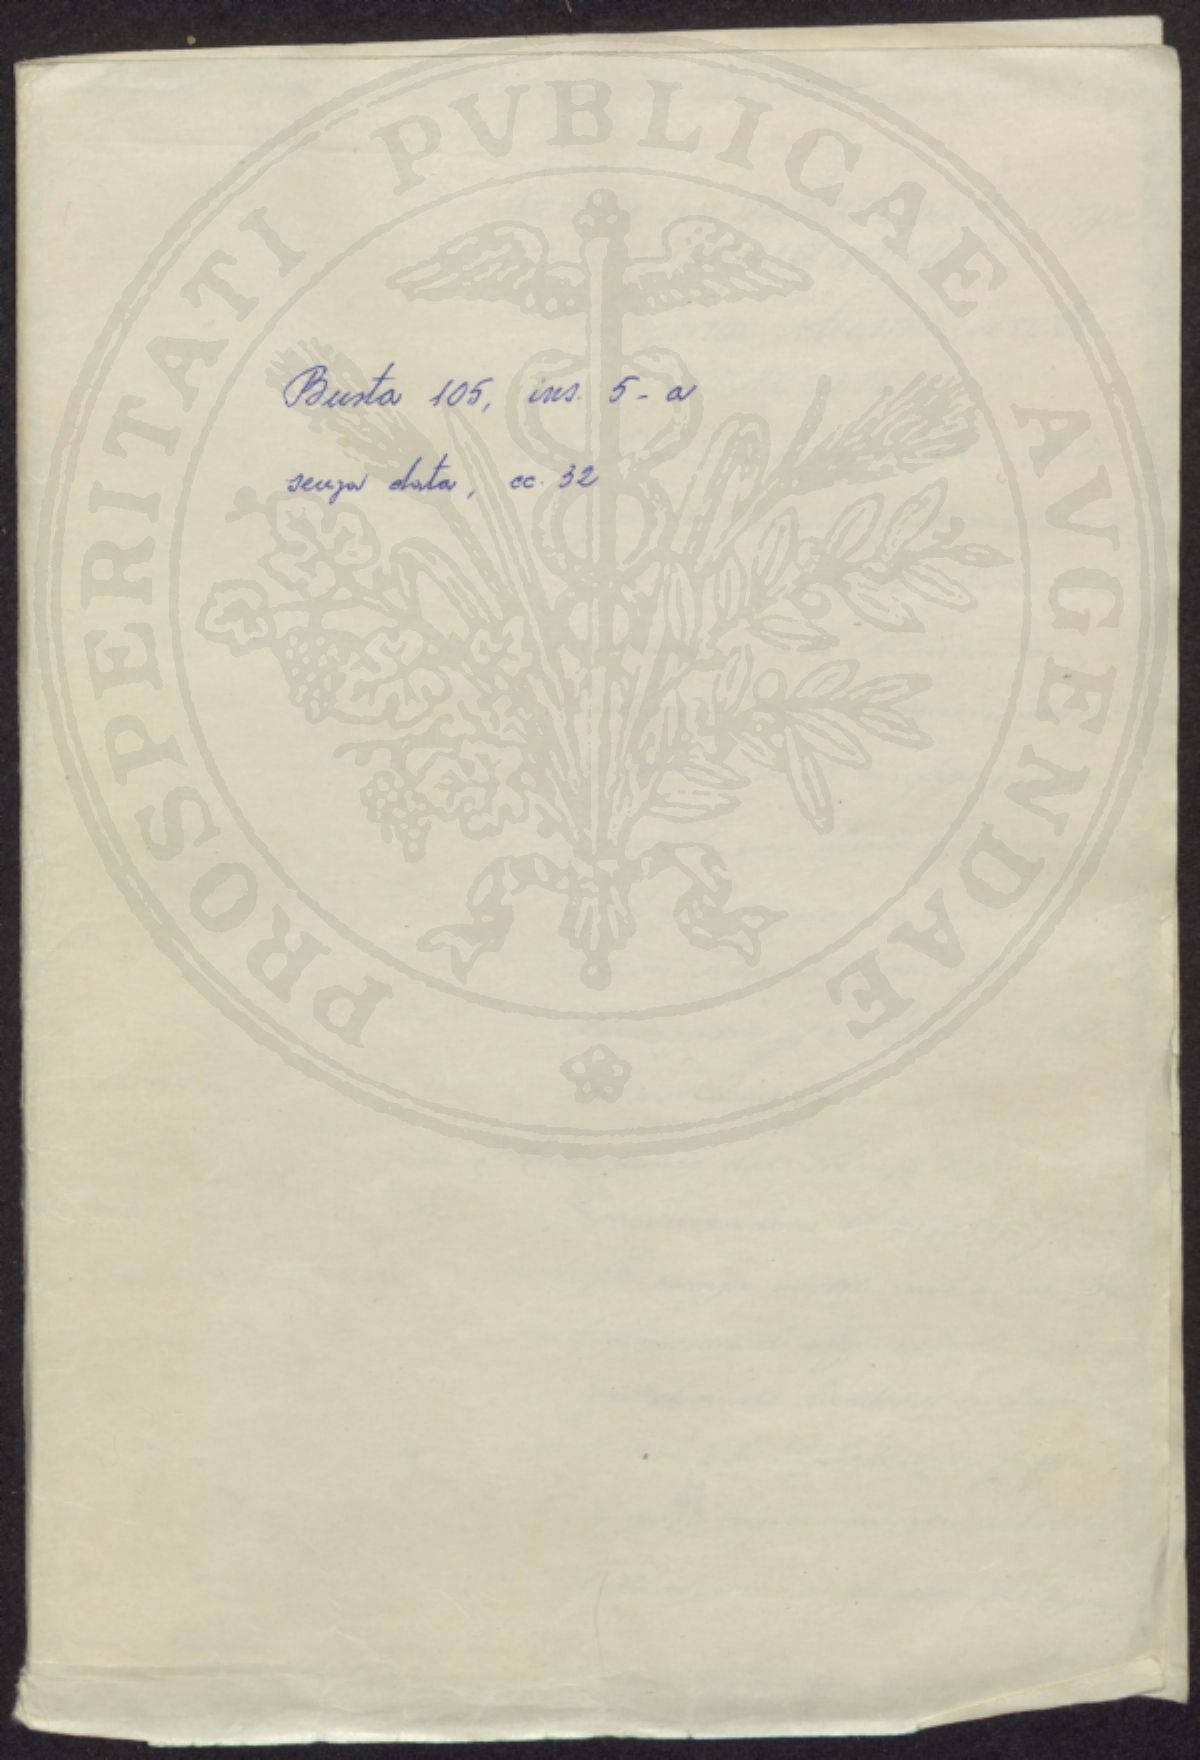 PROSPERITATI PVBLICAE AVGENDAE
Busta 105, ins. 5 - a
senza data, cc. 32